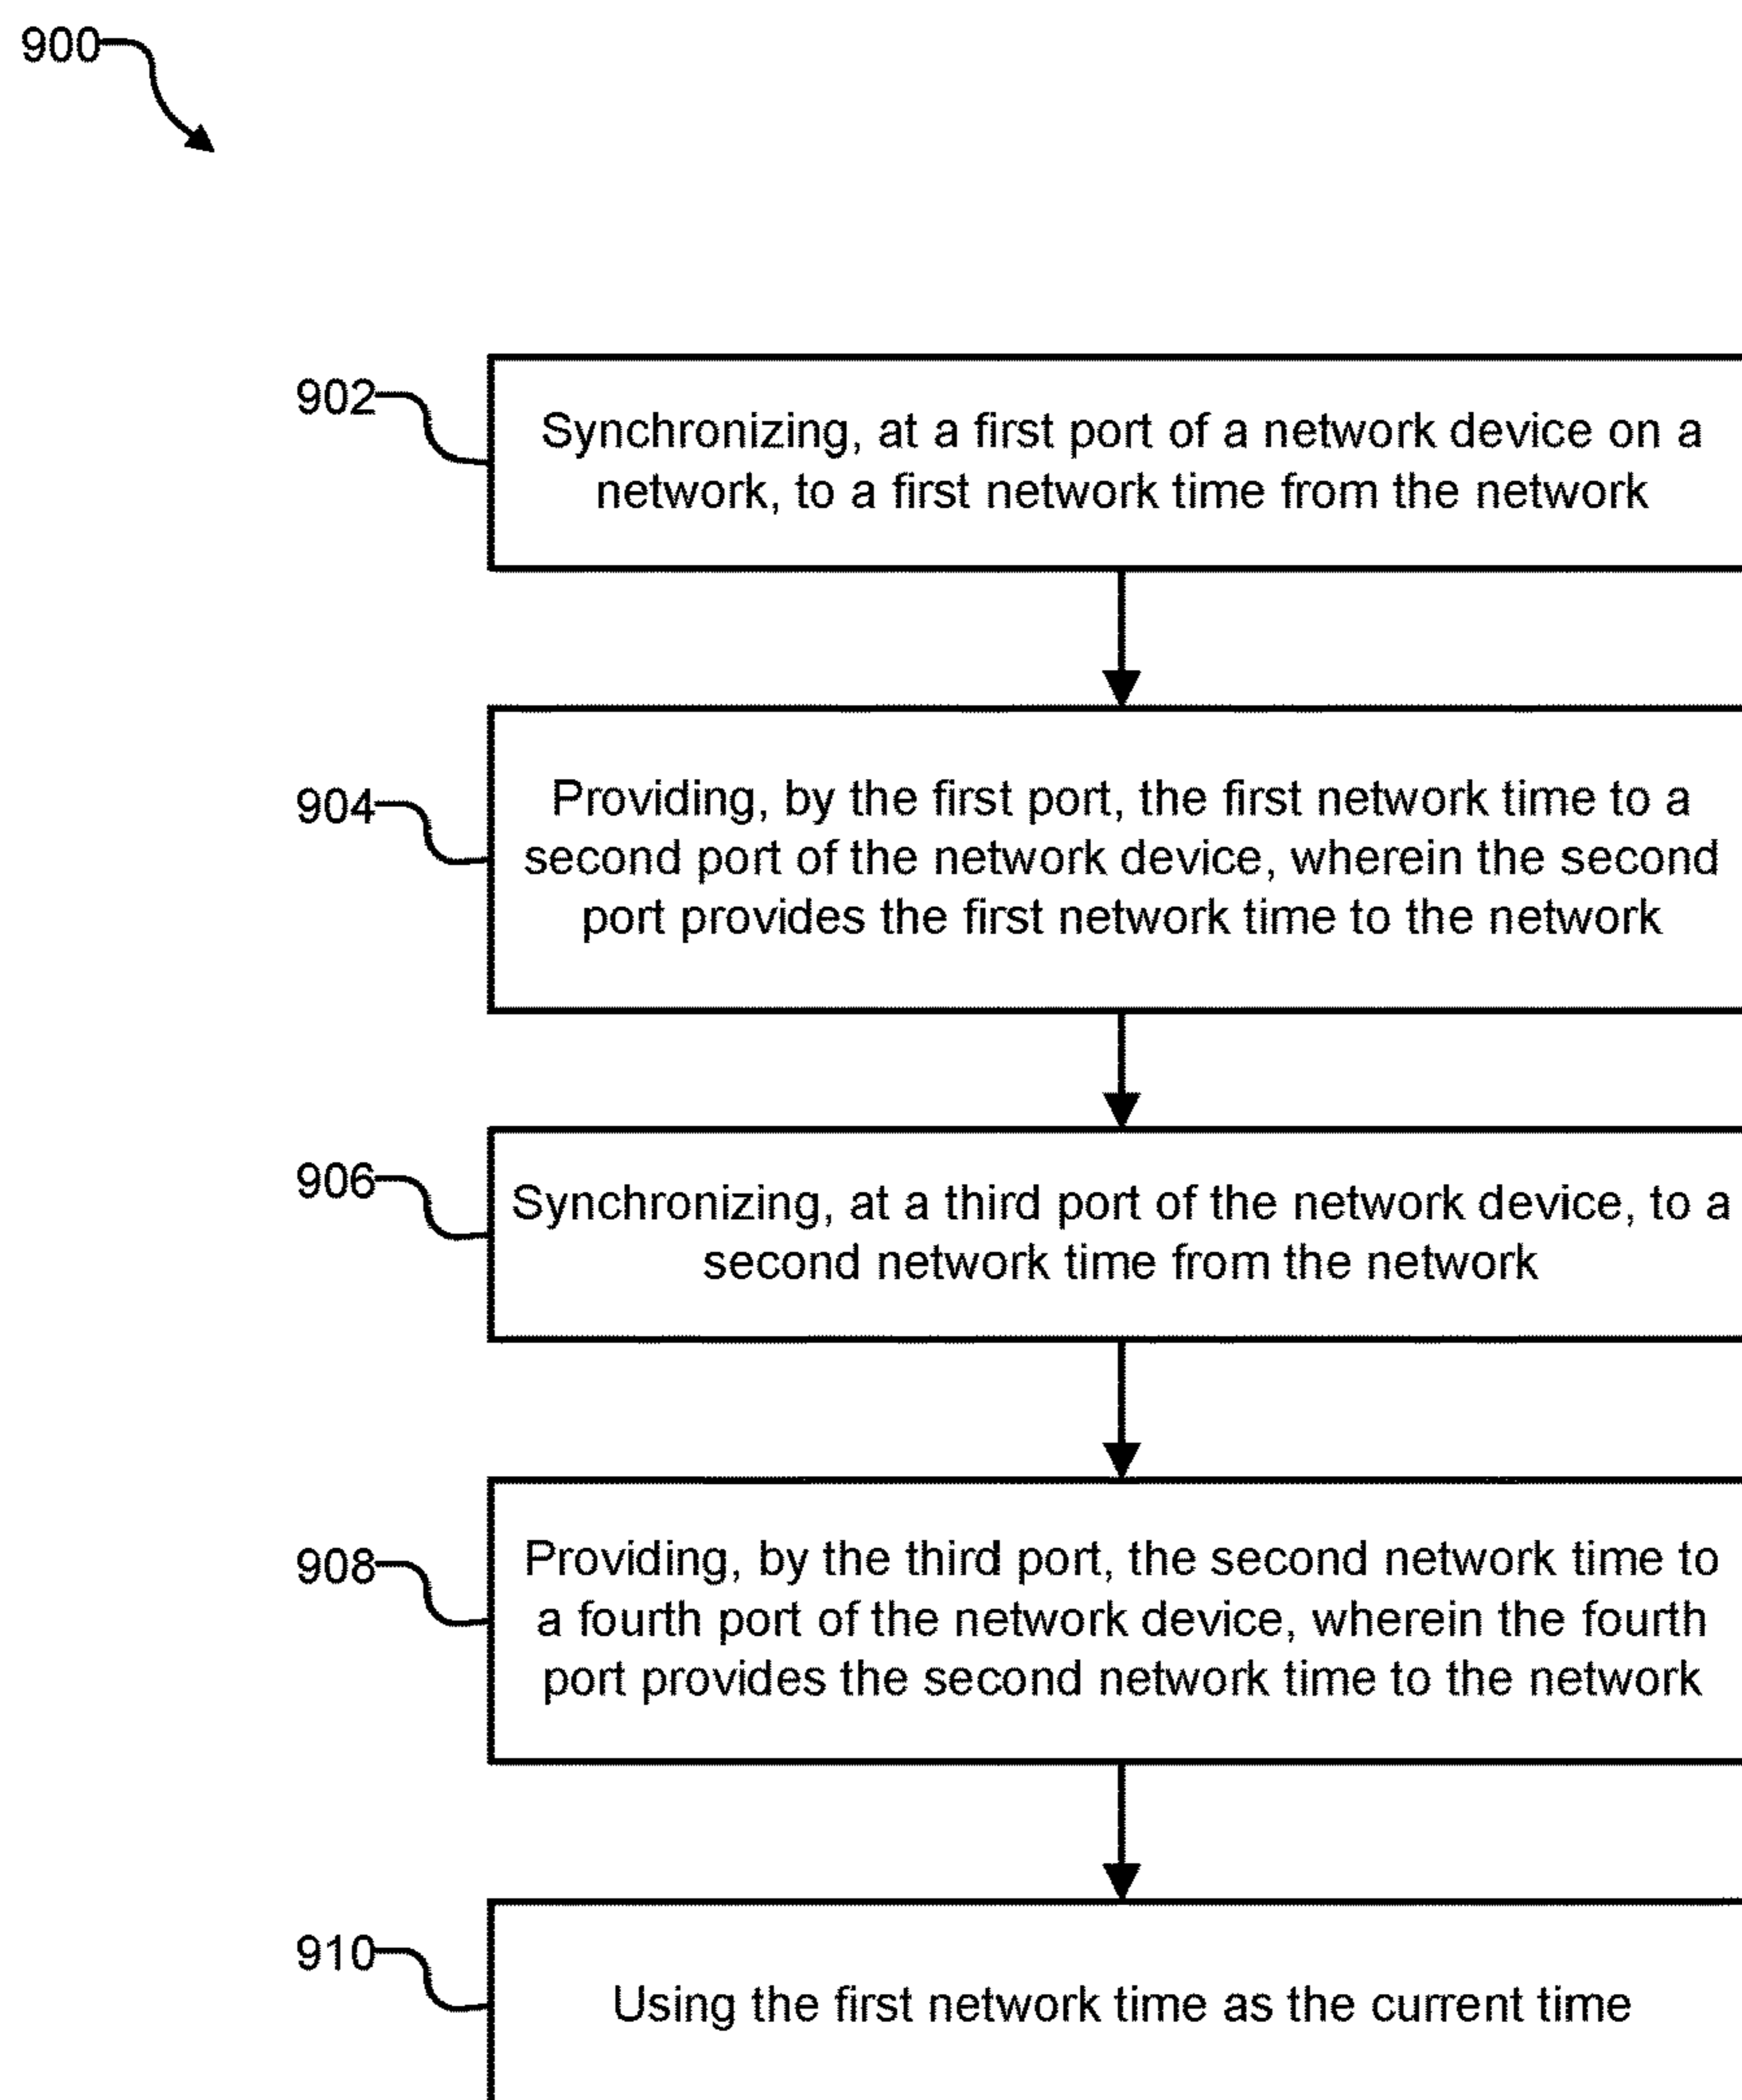 900
902
Synchronizing, at a first port of a network device on a
network, to a first network time from the network
904
Providing, by the first port, the first network time to a
second port of the network device, wherein the second
port provides the first network time to the network
906
Synchronizing, at a third port of the network device, to a
second network time from the network
908
Providing, by the third port, the second network time to
a fourth port of the network device, wherein the fourth
port provides the second network time to the network
910
Using the first network time as the current time